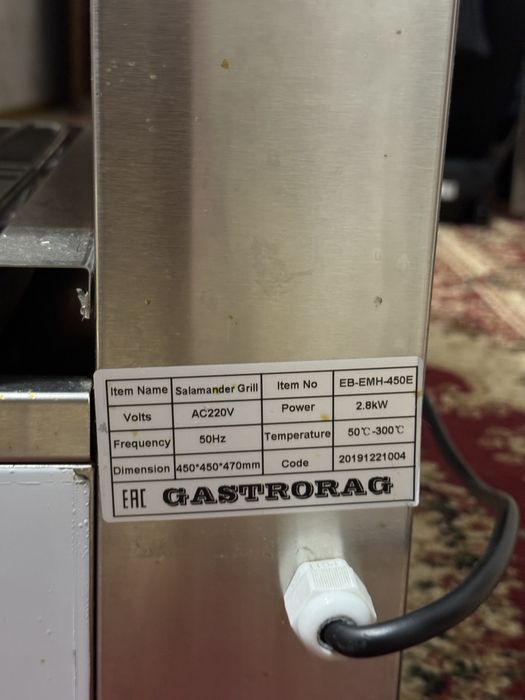 Item Name Salamander Grill Item No EB-EMH-450E
Volts AC220V Power 2.8kW
Frequency 50Hz Temperature 50℃-300℃
Dimension 450*450*470mm Code 20191221004
EAC GASTRORAG